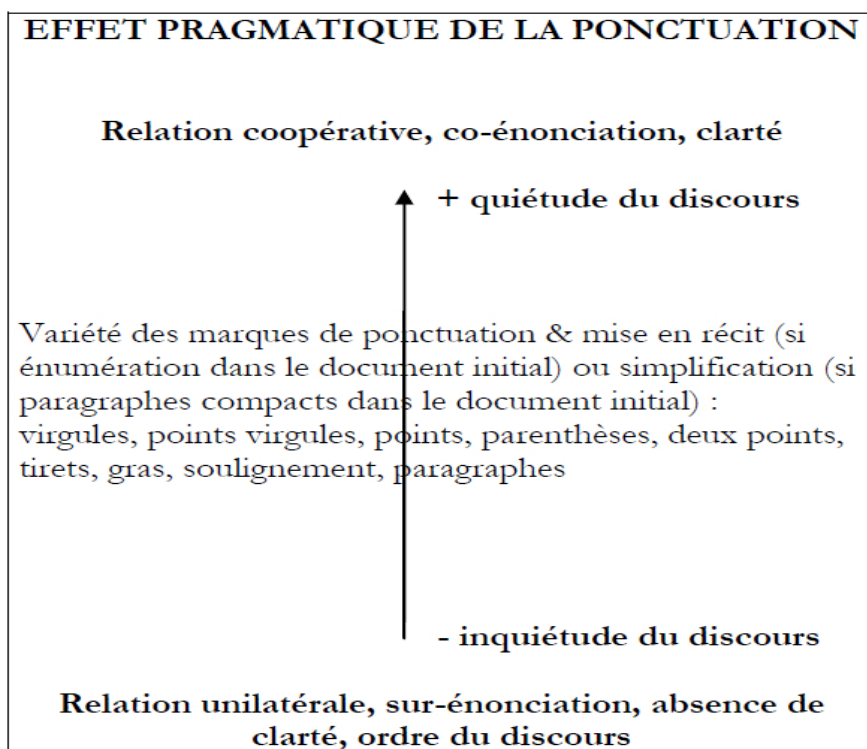 EFFET PRAGMATIQUE DE LA PONCTUATION
Relation coopérative, co-énonciation, clarté
+ quiétude du discours
Variété des marques de ponctuation & mise en récit (si
énumération dans le document initial) ou simplification (si
paragraphes compacts dans le document initial) :
virgules, points virgules, points, parenthèses, deux points,
tirets, gras, soulignement, paragraphes
- inquiétude du discours
Relation unilatérale, sur-énonciation, absence de
clarté, ordre du discours